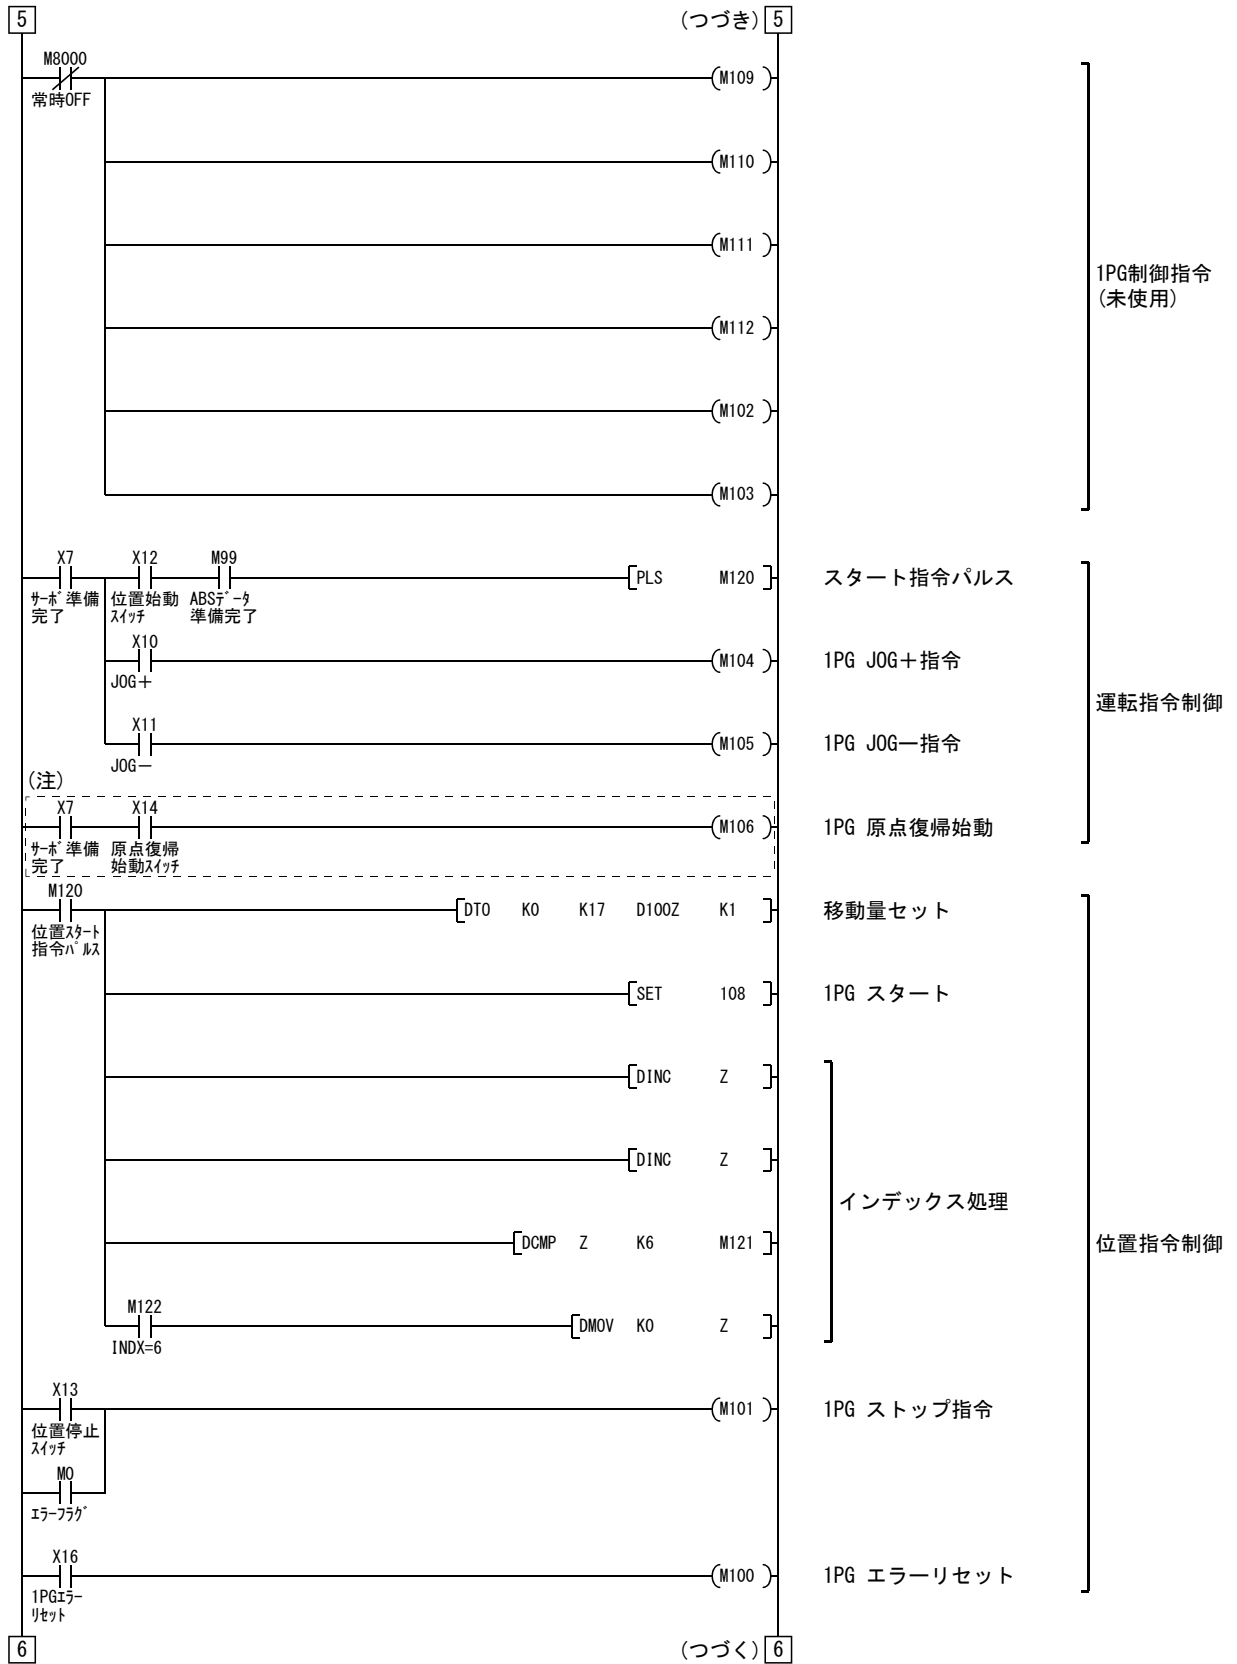 5 (つづき) 5
M8000
常時OFF
(M109)
(M110)
(M111)
1PG制御指令
(未使用)
(M112)
(M102)
(M103)
X7 X12 M99
[PLS M120] スタート指令パルス
サーボ準備 位置始動 ABSデータ
完了 スイッチ 準備完了
X10
(M104) 1PG JOG＋指令
JOG＋
運転指令制御
X11
(M105) 1PG JOG－指令
JOG－
(注)
X7 X14
(M106) 1PG 原点復帰始動
サーボ準備 原点復帰
完了 始動スイッチ
M120
[DTO K0 K17 D100Z K1] 移動量セット
位置スタート
指令パルス
[SET 108] 1PG スタート
[DINC Z]
[DINC Z]
インデックス処理
[DCMP Z K6 M121] 位置指令制御
M122
[DMOV K0 Z]
INDX=6
X13
(M101) 1PG ストップ指令
位置停止
スイッチ
M0
エラーフラグ
X16
(M100) 1PG エラーリセット
1PGエラー
リセット
6 (つづく) 6